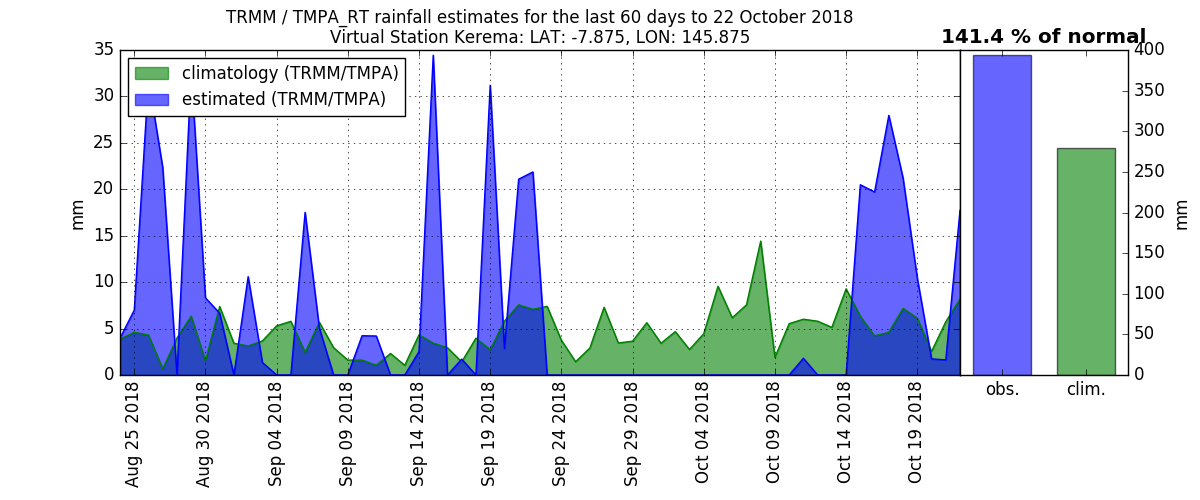 TRMM / TMPA_RT rainfall estimates for the last 60 days to 22 October 2018
Virtual Station Kerema: LAT: -7.875, LON: 145.875
141.4 % of normal
climatology (TRMM/TMPA)
estimated (TRMM/TMPA)
35
30
25
20
15
10
5
0
mm
Aug 25 2018
Aug 30 2018
Sep 04 2018
Sep 09 2018
Sep 14 2018
Sep 19 2018
Sep 24 2018
Sep 29 2018
Oct 04 2018
Oct 09 2018
Oct 14 2018
Oct 19 2018
obs.
clim.
400
350
300
250
200
150
100
50
0
mm